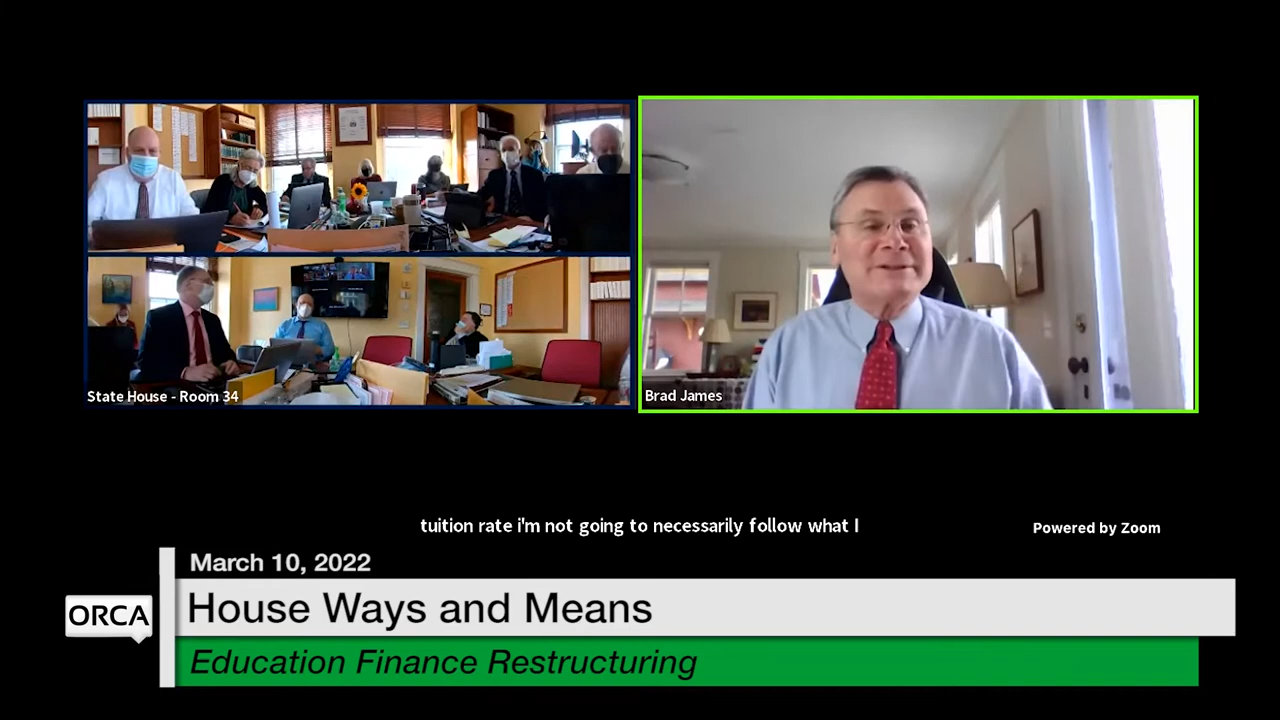 State House - Room 34
Brad James
tuition rate i'm not going to necessarily follow what I
Powered by Zoom
March 10, 2022
ORCA
House Ways and Means
Education Finance Restructuring